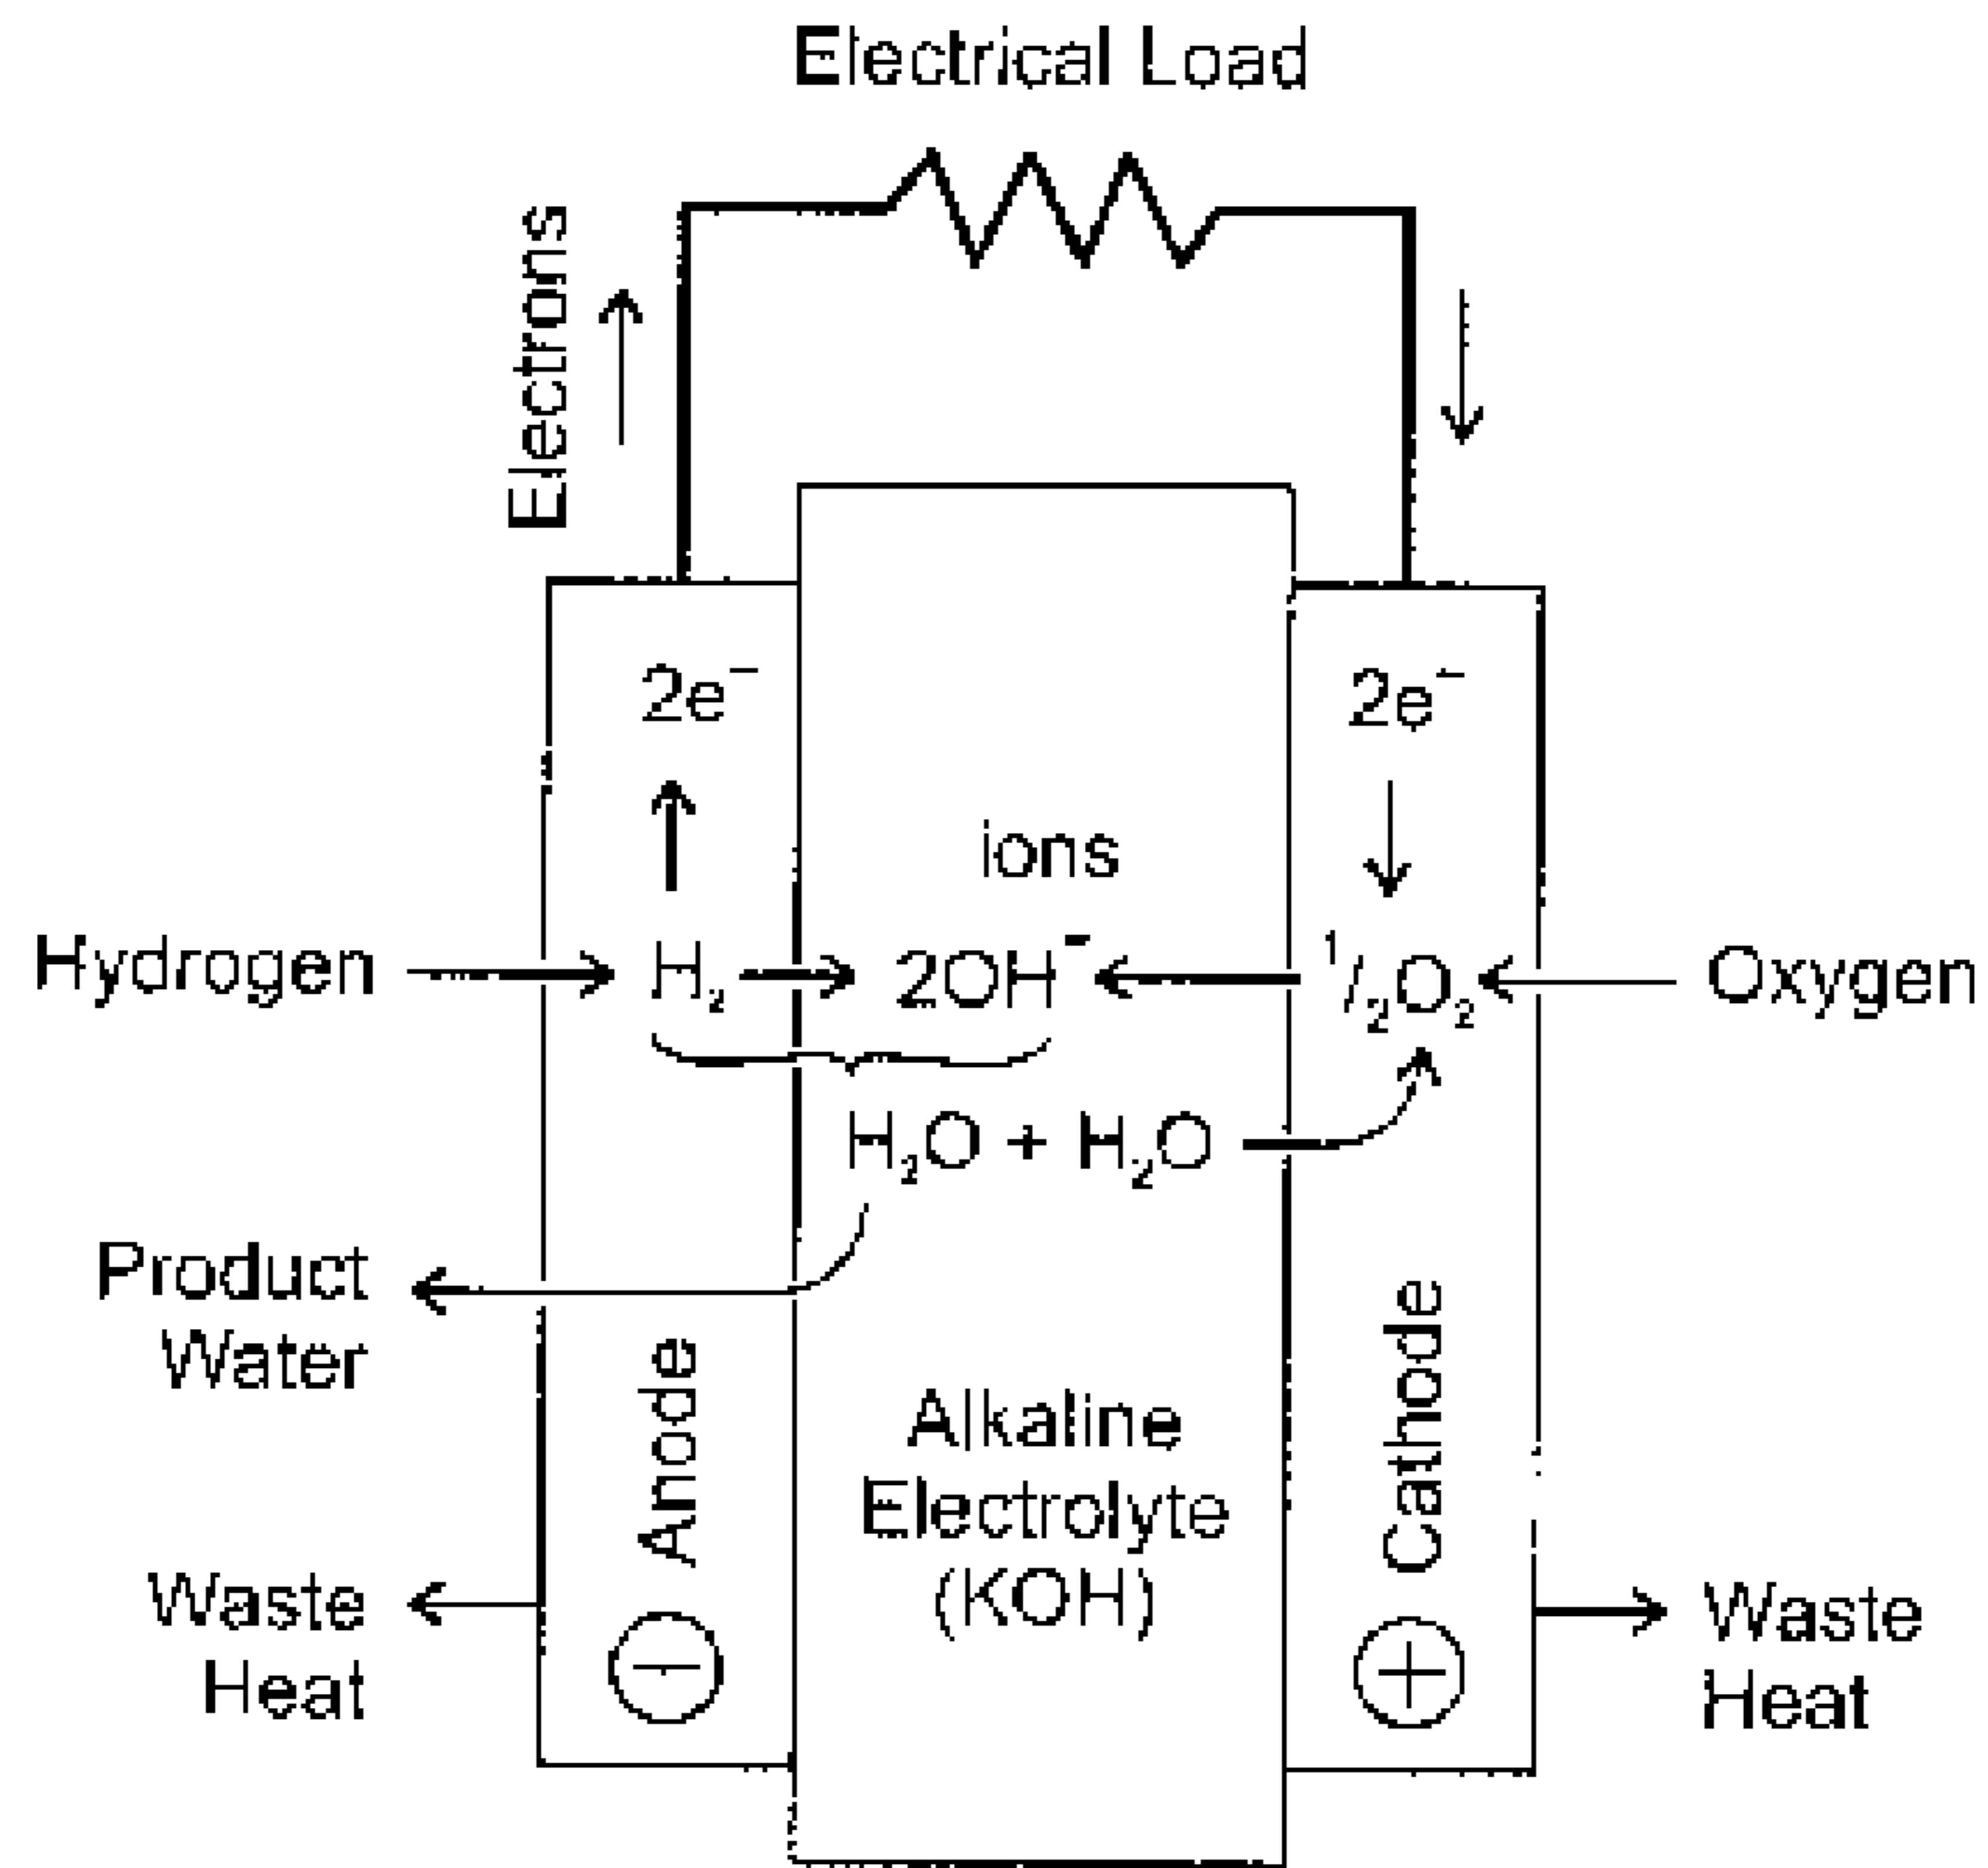 Electrical Load
Electrons
2e⁻
2e⁻
ions
Hydrogen
H₂
2OH⁻
¹/₂O₂
Oxygen
H₂O + H₂O
Product
Water
Anode
Cathode
Alkaline
Electrolyte
(KOH)
Waste
Heat
−
+
Waste
Heat